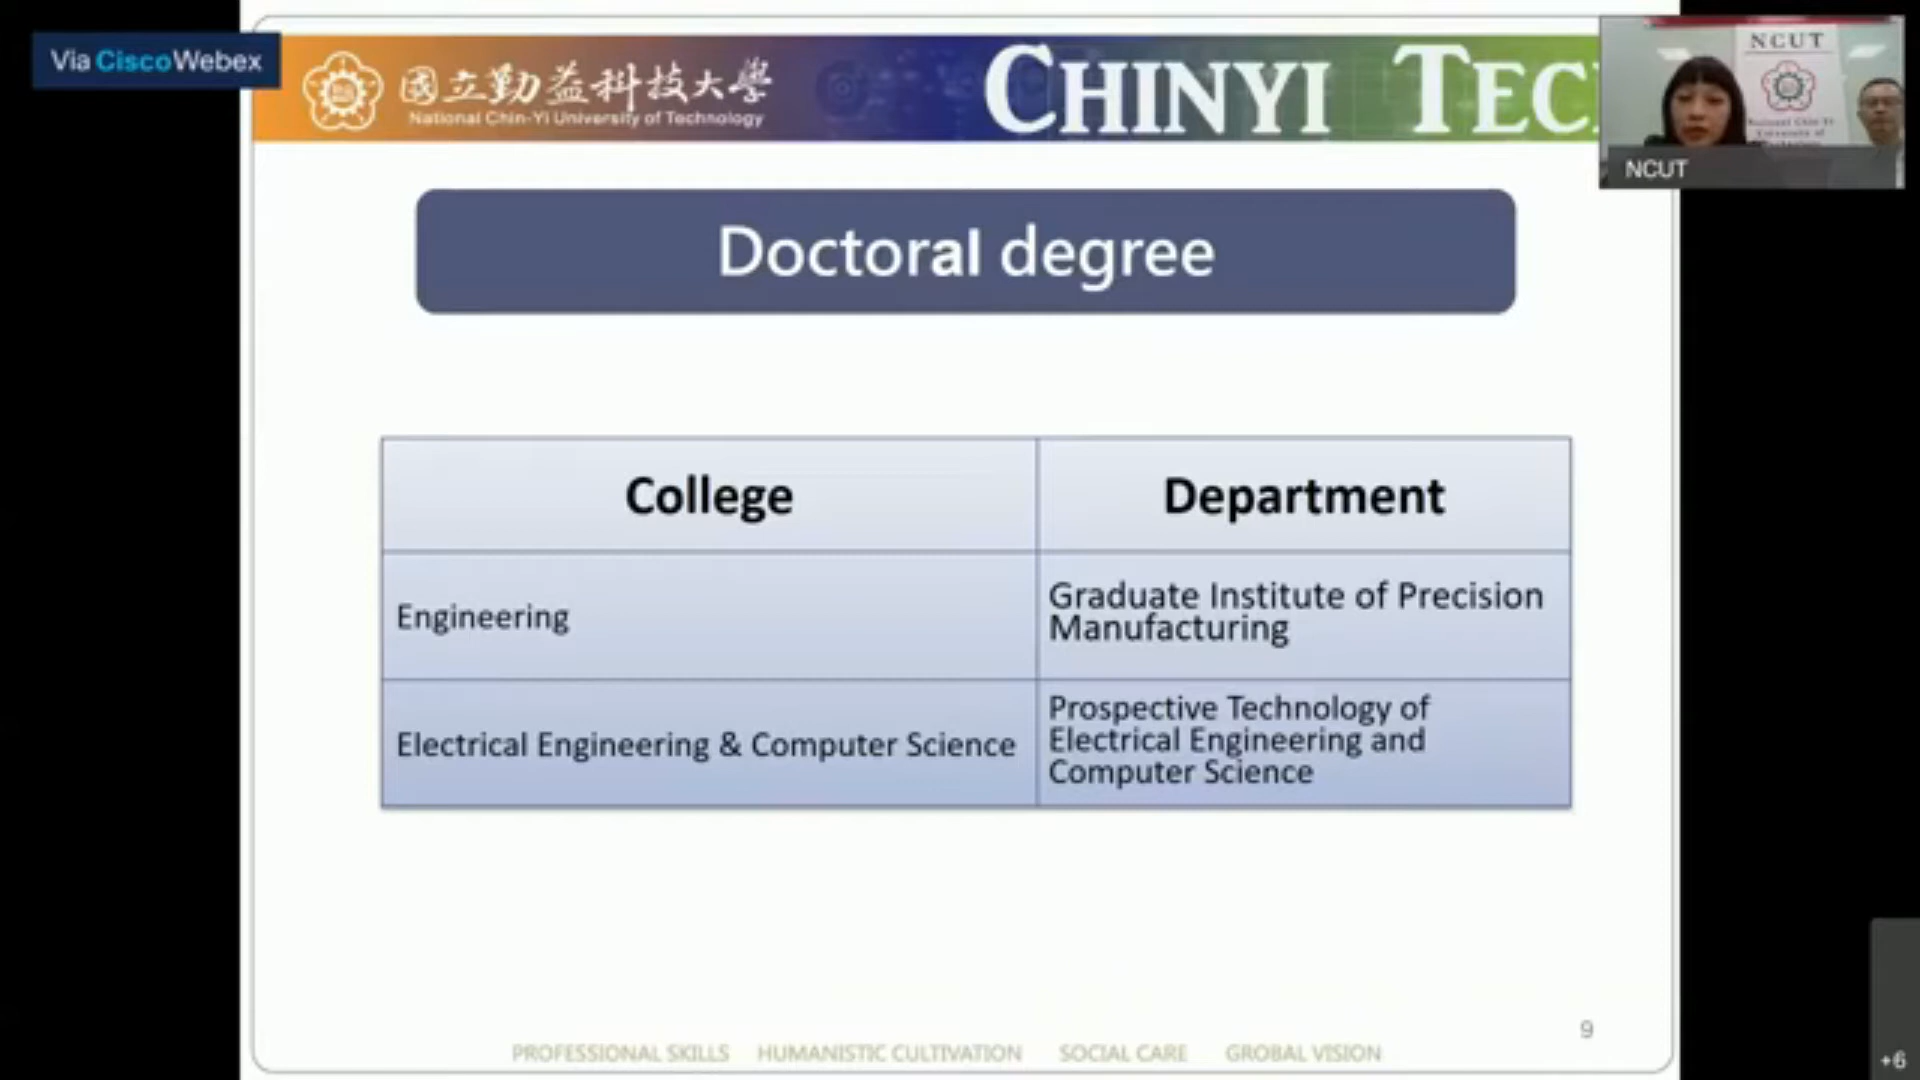 Via CiscoWebex
國立勤益科技大學
National Chin-Yi University of Technology
CHINYI TEC
NCUT
NCUT
Doctoral degree
College
Department
Engineering
Graduate Institute of Precision
Manufacturing
Electrical Engineering & Computer Science
Prospective Technology of
Electrical Engineering and
Computer Science
9
PROFESSIONAL SKILLS HUMANISTIC CULTIVATION SOCIAL CARE GROBAL VISION
+6